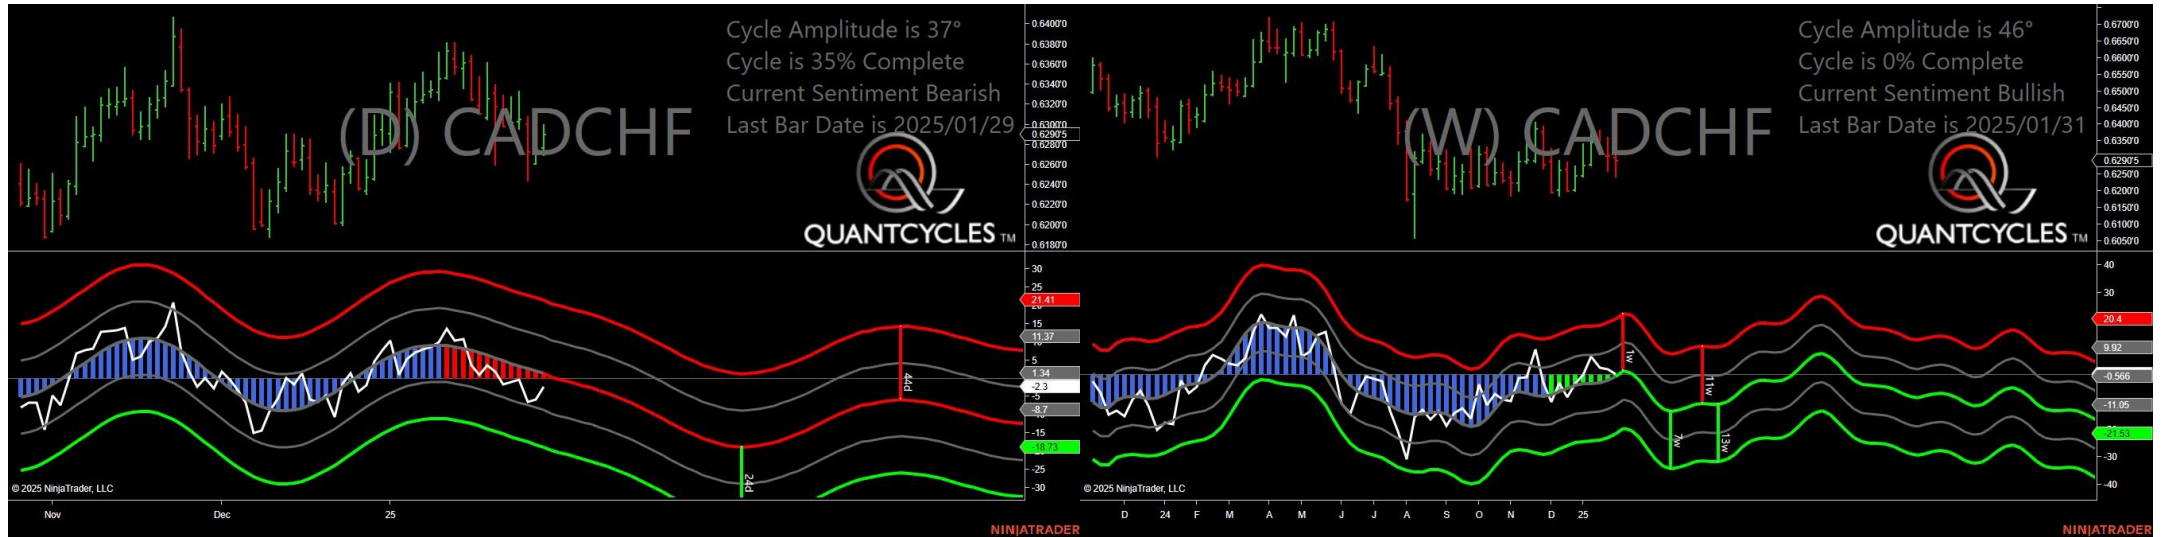 Cycle Amplitude is 37°
Cycle is 35% Complete
Current Sentiment Bearish
Last Bar Date is 2025/01/29
(D) CADCHF
QUANTCYCLES TM
0.6400'0
0.6380'0
0.6360'0
0.6340'0
0.6320'0
0.6300'0
0.6290'5
0.6280'0
0.6260'0
0.6240'0
0.6220'0
0.6200'0
0.6180'0
30
25
21.41
15
11.37
5
1.34
-2.3
-5
-8.7
-15
-18.73
-25
-30
44d
24d
© 2025 NinjaTrader, LLC
Nov
Dec
25
NINJATRADER
Cycle Amplitude is 46°
Cycle is 0% Complete
Current Sentiment Bullish
Last Bar Date is 2025/01/31
(W) CADCHF
QUANTCYCLES TM
0.6700'0
0.6650'0
0.6600'0
0.6550'0
0.6500'0
0.6450'0
0.6400'0
0.6350'0
0.6290'5
0.6250'0
0.6200'0
0.6150'0
0.6100'0
0.6050'0
40
30
20.4
9.92
-0.566
-11.05
-21.53
-30
-40
1w
11w
7w
13w
© 2025 NinjaTrader, LLC
D 24 F M A M J J A S O N D 25
NINJATRADER